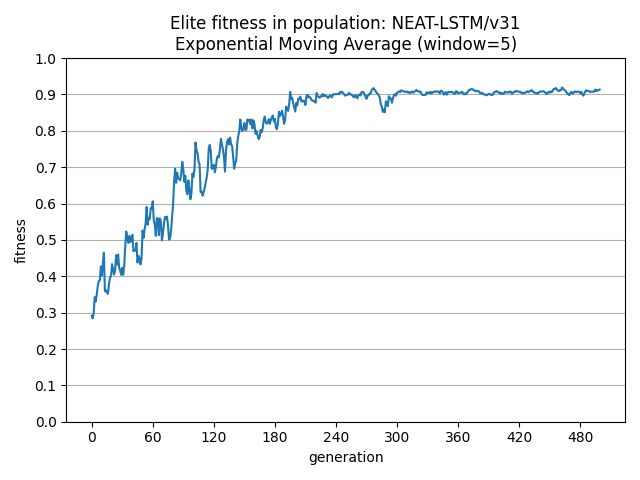 Elite fitness in population: NEAT-LSTM/v31
Exponential Moving Average (window=5)
1.0
0.9
0.8
0.7
0.6
0.5
0.4
0.3
0.2
0.1
0.0
fitness
0 60 120 180 240 300 360 420 480
generation